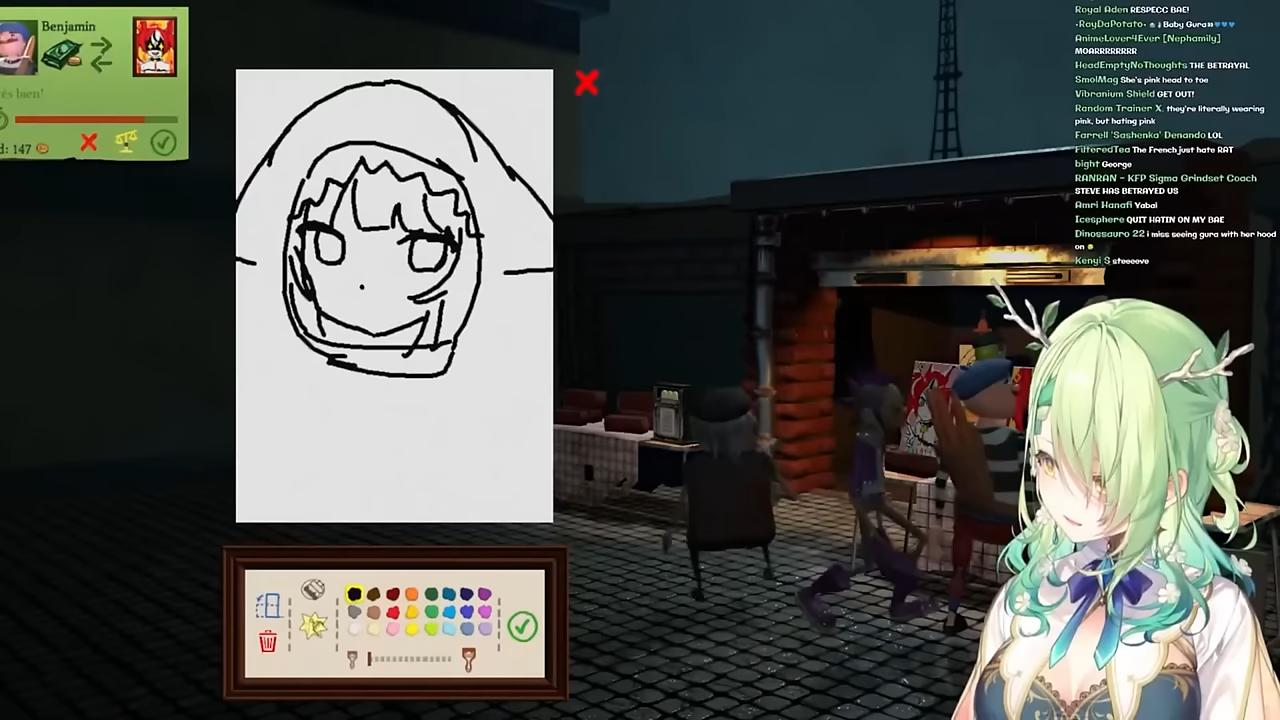 Benjamin
és bien!
d: 147
Royal Aden RESPECC BAE!
•RayDaPotato• Baby Gura
AnimeLover4Ever [Nephamily]
MOARRRRRRR
HeadEmptyNoThoughts THE BETRAYAL
SmolMag She's pink head to toe
Vibranium Shield GET OUT!
Random Trainer X they're literally wearing
pink, but hating pink
Farrell 'Sashenka' Denando LOL
FilteredTea The French just hate RAT
bight George
RANRAN - KFP Sigma Grindset Coach
STEVE HAS BETRAYED US
Amri Hanafi Yabai
Icesphere QUIT HATIN ON MY BAE
Dinossauro 22 i miss seeing gura with her hood
on
Kenyi S steeeeve